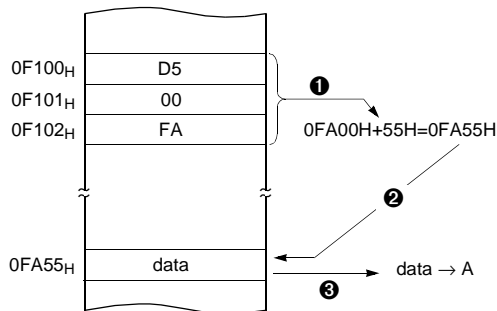 0F100H D5
0F101H 00 ❶
0F102H FA 0FA00H+55H=0FA55H
❷
0FA55H data data → A
❸